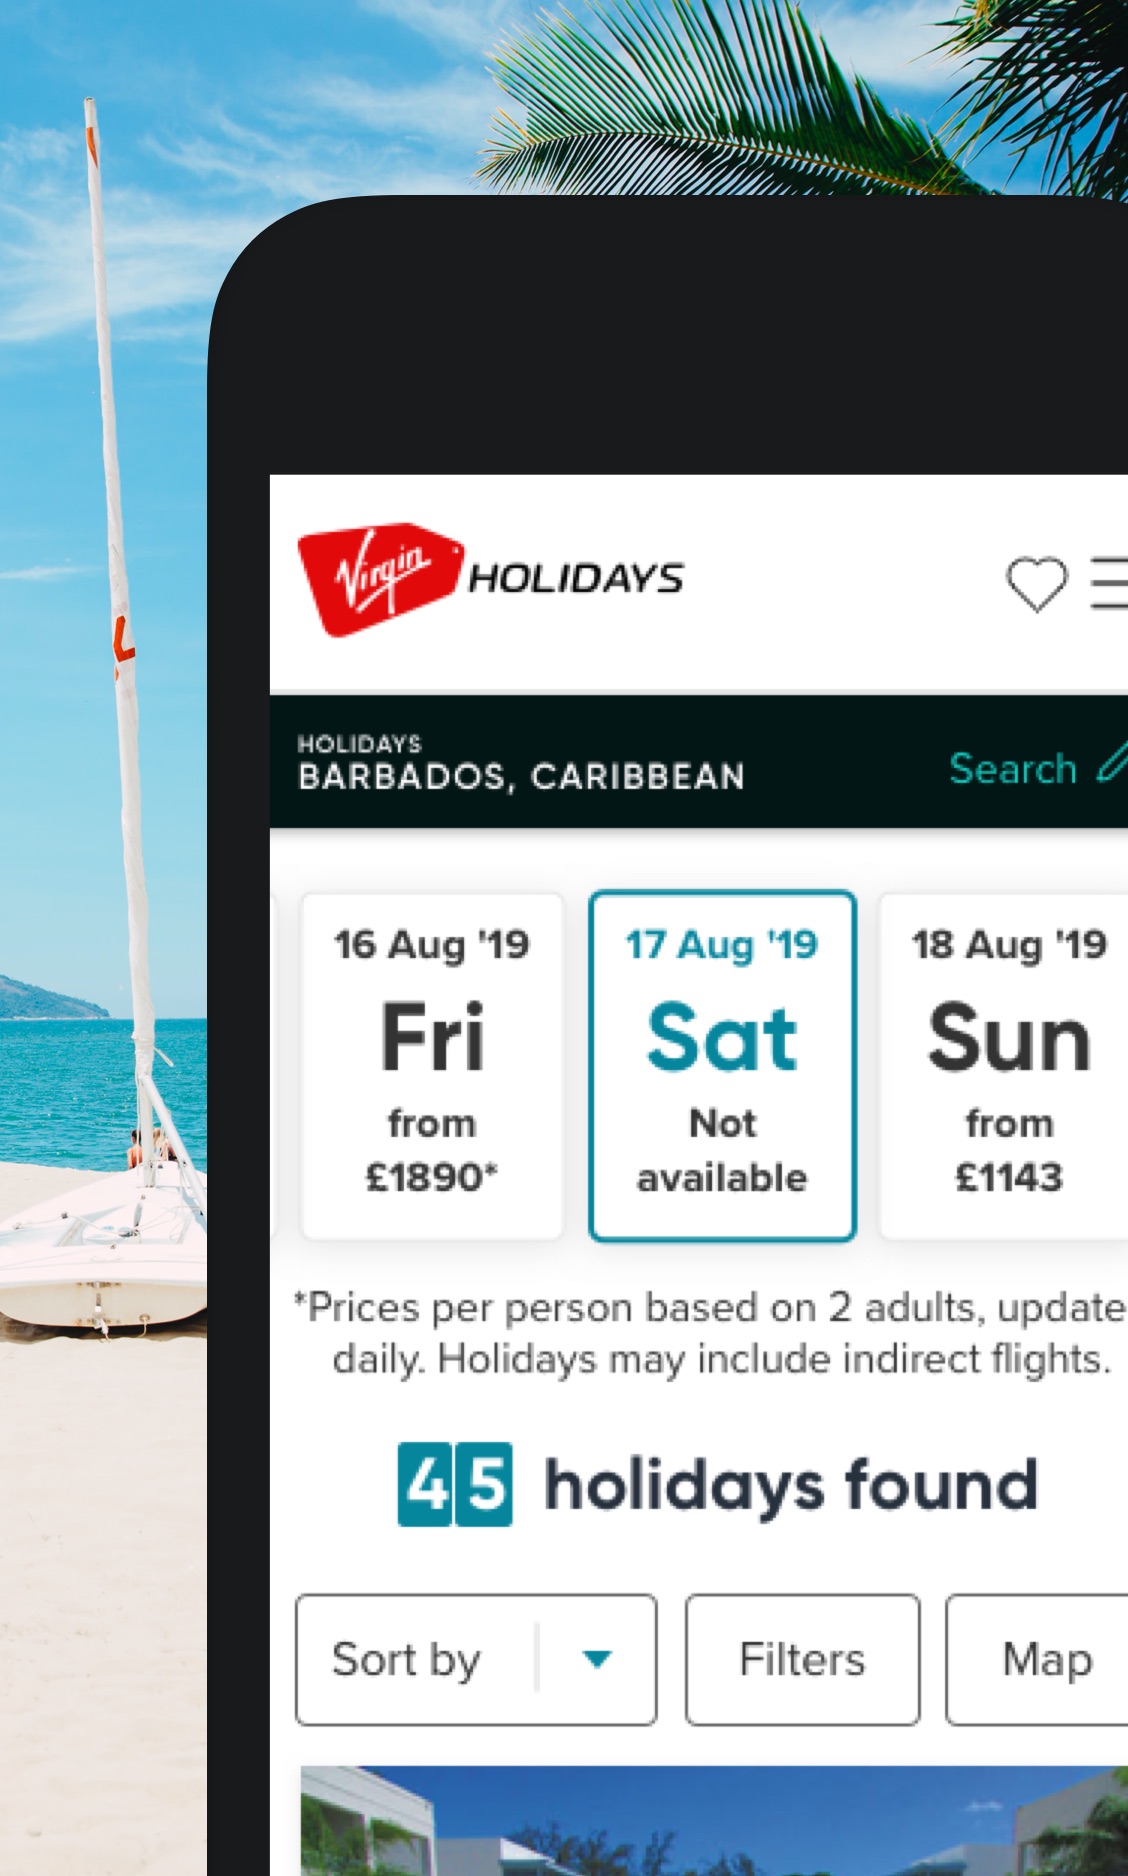 Virgin HOLIDAYS
HOLIDAYS
BARBADOS, CARIBBEAN
Search
16 Aug '19
Fri
from
£1890*
17 Aug '19
Sat
Not
available
18 Aug '19
Sun
from
£1143
*Prices per person based on 2 adults, update
daily. Holidays may include indirect flights.
45 holidays found
Sort by
Filters
Map